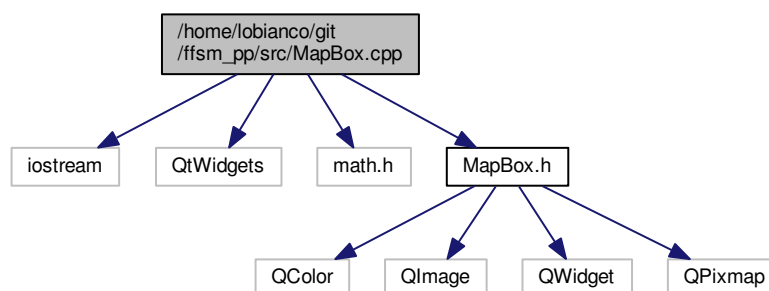 /home/lobianco/git
/ffsm_pp/src/MapBox.cpp
iostream
QtWidgets
math.h
MapBox.h
QColor
QImage
QWidget
QPixmap